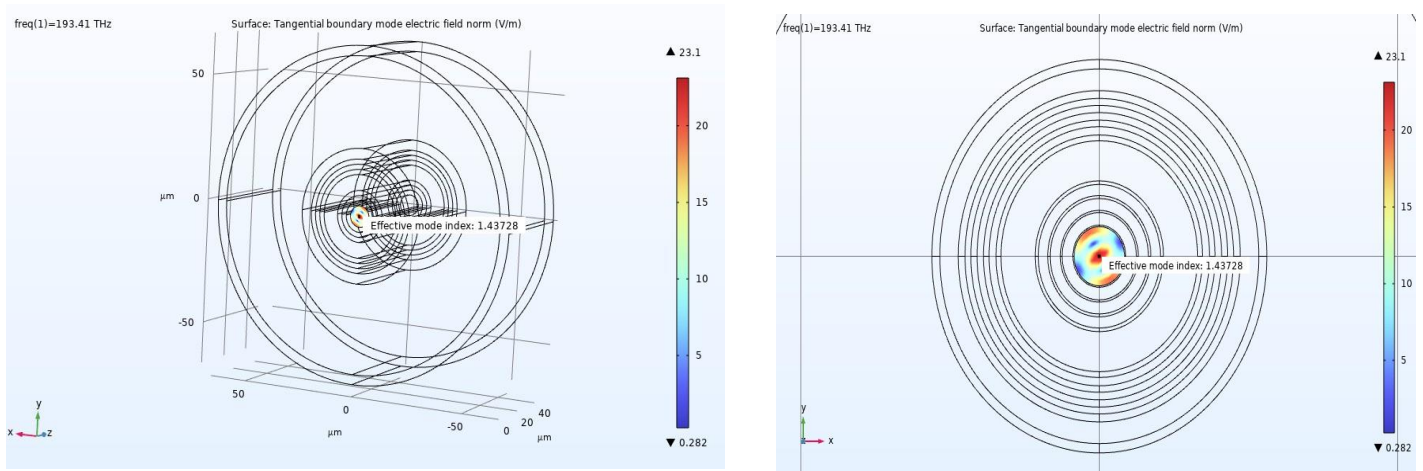 freq(1)=193.41 THz
Surface: Tangential boundary mode electric field norm (V/m)
▲ 23.1
50
20
μm
0
15
Effective mode index: 1.43728
10
-50
5
50
0
-50
0
20
40
μm
μm
y
x
z
▼ 0.282
freq(1)=193.41 THz
Surface: Tangential boundary mode electric field norm (V/m)
▲ 23.1
20
15
Effective mode index: 1.43728
10
5
y
z
x
▼ 0.282